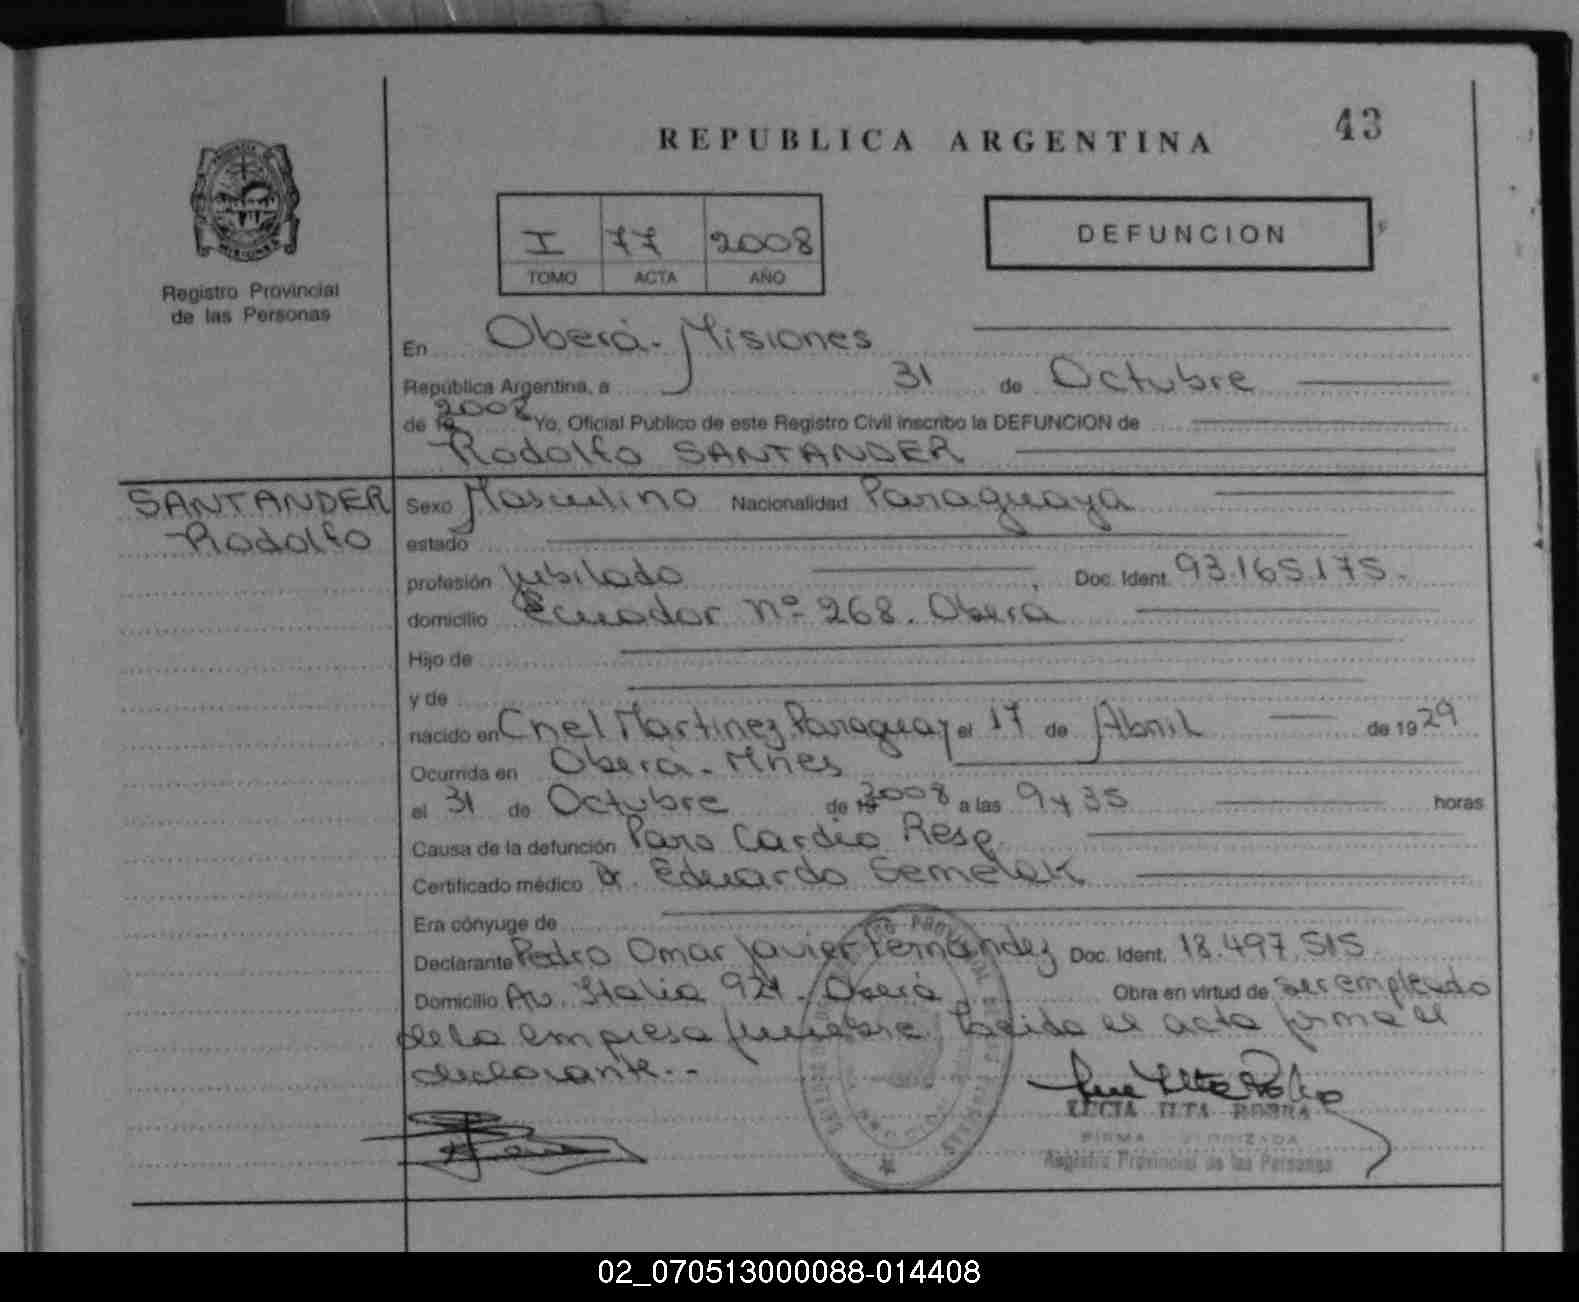 REPUBLICA ARGENTINA
43
I 77 2008
TOMO ACTA AÑO
DEFUNCION
Registro Provincial
de las Personas
En Oberá - Misiones
República Argentina, a 31 de Octubre
de 19 2008 Yo, Oficial Público de este Registro Civil inscribo la DEFUNCION de
Rodolfo SANTANDER
SANTANDER
Rodolfo
Sexo Masculino Nacionalidad Paraguaya
estado
profesión Jubilado Doc. Ident. 93.165.175.
domicilio Ecuador Nº 268. Oberá
Hijo de
y de
nacido en Cnel Martinez Paraguay el 17 de Abril de 1929
Ocurrida en Oberá - Mnes
el 31 de Octubre de 19 2008 a las 9 y 35 horas
Causa de la defunción Paro Cardio Resp.
Certificado médico Dr. Eduardo Semelak
Era cónyuge de
Declarante Pedro Omar Javier Fernández Doc. Ident. 18.497.515
Domicilio Av. Italia 921. Oberá. Obra en virtud de ser empleado
de la empresa funebre. Leida el acta firma el
declarante.-
LUCIA ILTA
FIRMA AUTORIZADA
Registro Provincial de las Personas
02_070513000088-014408